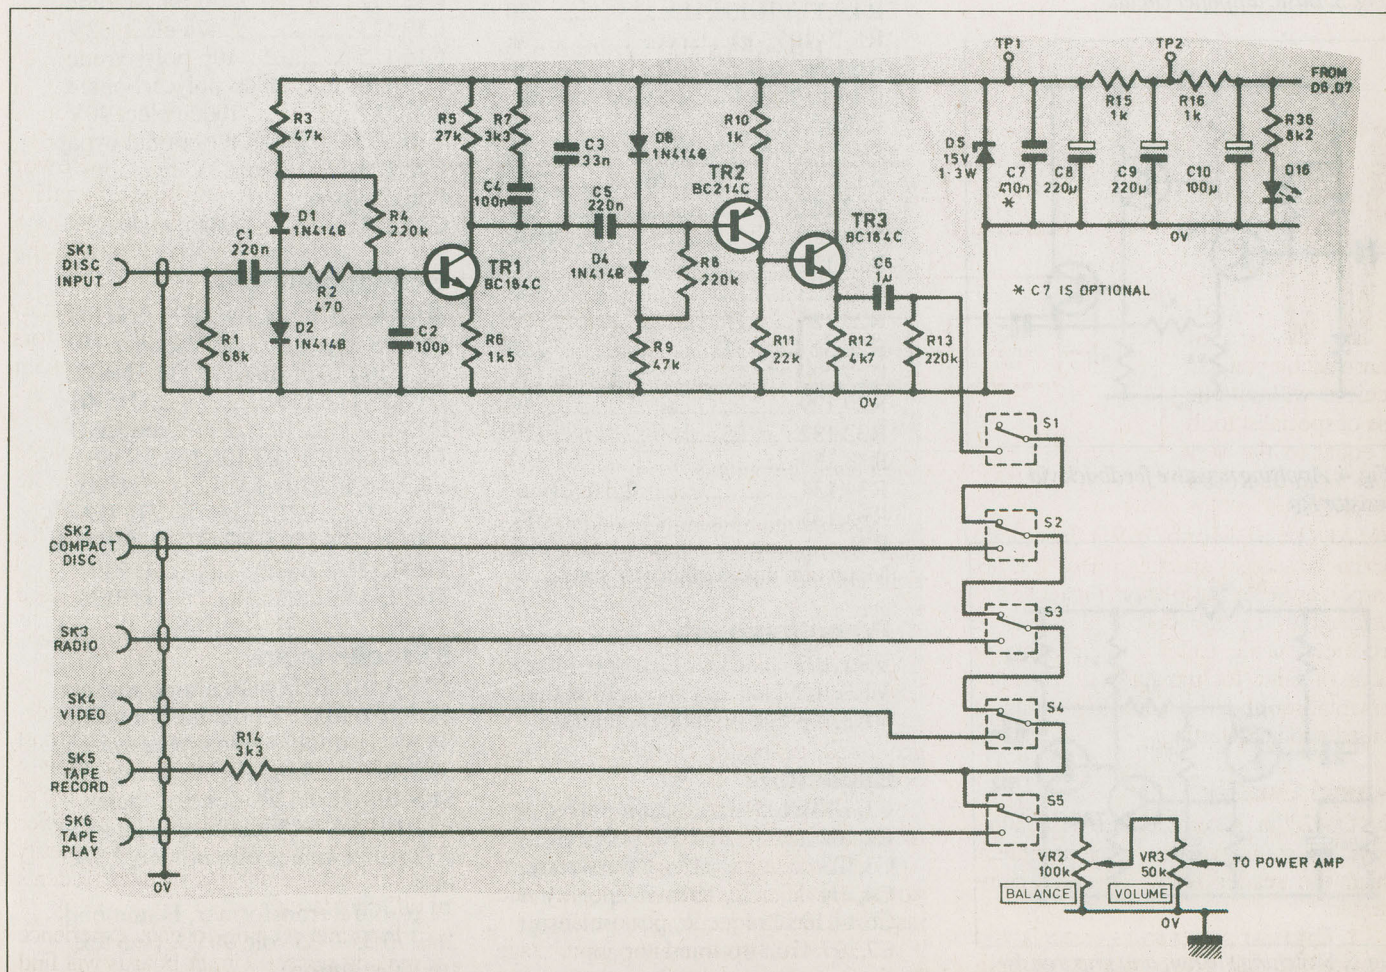 TP1
TP2
FROM
D6,D7
R3
47k
R5
27k
R7
3k3
C3
33n
D8
1N4148
R10
1k
R15
1k
R16
1k
R36
8k2
D5
15V
1·3W
C7
470n
*
C8
220µ
C9
220µ
C10
100µ
D16
0V
TR2
BC214C
C4
100n
C5
220n
D1
1N4148
R4
220k
TR3
BC184C
SK1
DISC
INPUT
C1
220n
R2
470
TR1
BC184C
D4
1N4148
R8
220k
C6
1µ
* C7 IS OPTIONAL
R1
68k
D2
1N4148
C2
100p
R6
1k5
R9
47k
R11
22k
R12
4k7
R13
220k
0V
S1
SK2
COMPACT
DISC
S2
SK3
RADIO
S3
SK4
VIDEO
S4
R14
3k3
SK5
TAPE
RECORD
S5
SK6
TAPE
PLAY
0V
VR2
100k
BALANCE
VR3
50k
VOLUME
TO POWER AMP
0V